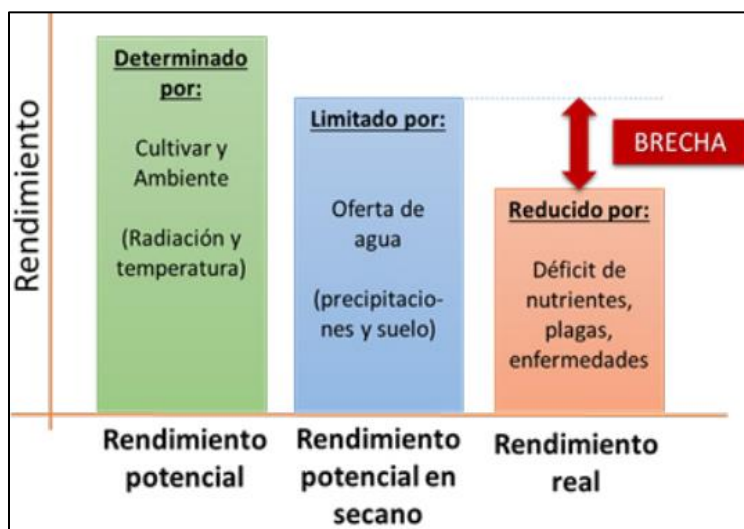 Rendimiento
Determinado
por:
Cultivar y
Ambiente
(Radiación y
temperatura)
Limitado por:
Oferta de
agua
(precipitacio-
nes y suelo)
BRECHA
Reducido por:
Déficit de
nutrientes,
plagas,
enfermedades
Rendimiento
potencial
Rendimiento
potencial en
secano
Rendimiento
real